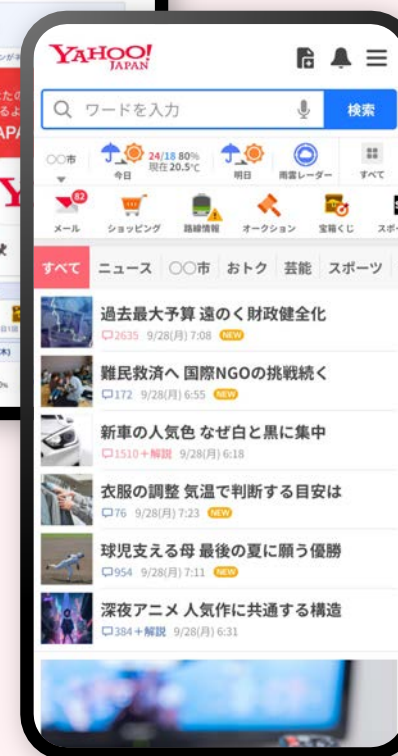 YAHOO!
JAPAN
ワードを入力
検索
○○市
24/18 80%
現在20.5℃
今日
明日
雨雲レーダー
すべて
82
メール
ショッピング
路線情報
オークション
宝箱くじ
スポー
すべて ニュース ○○市 おトク 芸能 スポーツ
過去最大予算 遠のく財政健全化
2635 9/28(月) 7:08 NEW
難民救済へ 国際NGOの挑戦続く
172 9/28(月) 6:55 NEW
新車の人気色 なぜ白と黒に集中
1510+解説 9/28(月) 6:18
衣服の調整 気温で判断する目安は
76 9/28(月) 7:23 NEW
球児支える母 最後の夏に願う優勝
954 9/28(月) 7:11 NEW
深夜アニメ 人気作に共通する構造
384+解説 9/28(月) 6:31